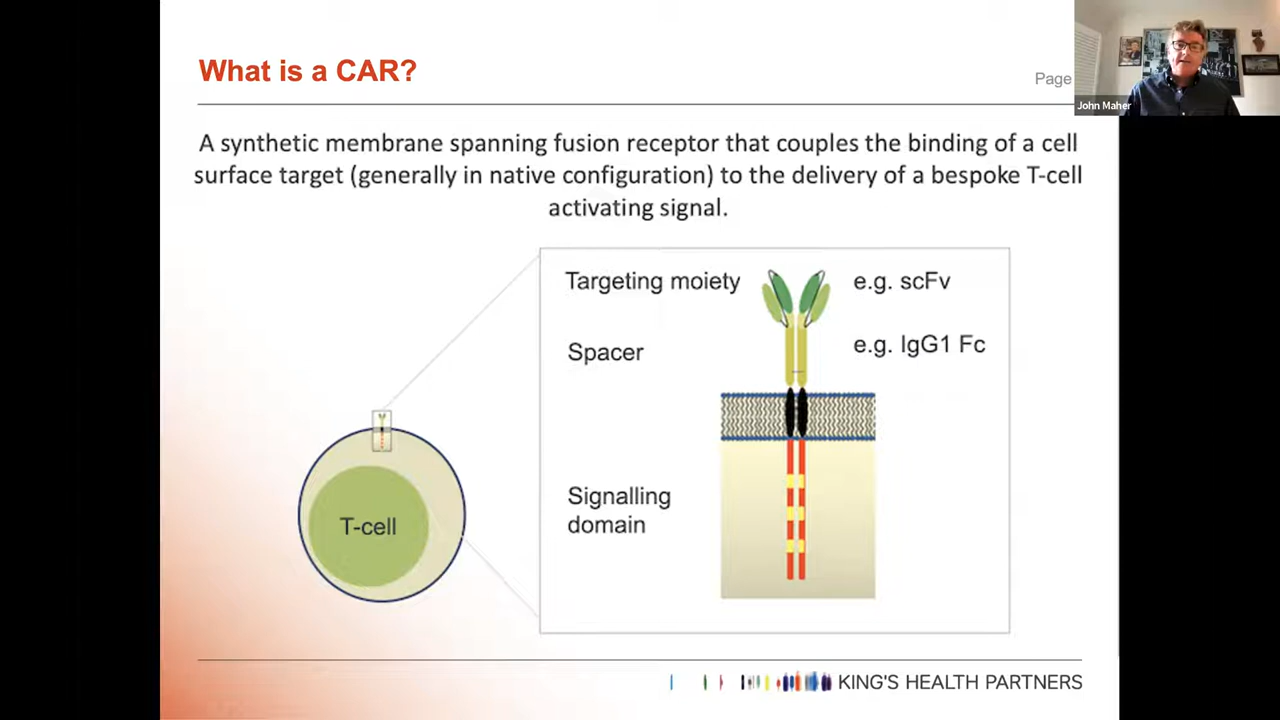 What is a CAR?
Page
John Maher
A synthetic membrane spanning fusion receptor that couples the binding of a cell
surface target (generally in native configuration) to the delivery of a bespoke T-cell
activating signal.
Targeting moiety
e.g. scFv
Spacer
e.g. IgG1 Fc
Signalling
domain
T-cell
KING'S HEALTH PARTNERS